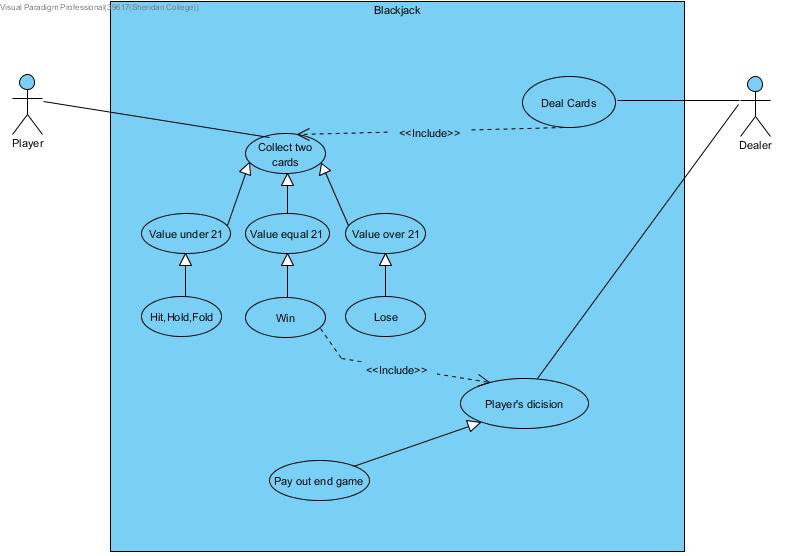 Visual Paradigm Professional(39617(Sheridan College))
Blackjack
Player
Deal Cards
Dealer
<<Include>>
Collect two
cards
Value under 21
Value equal 21
Value over 21
Hit,Hold,Fold
Win
Lose
<<Include>>
Player's dicision
Pay out end game